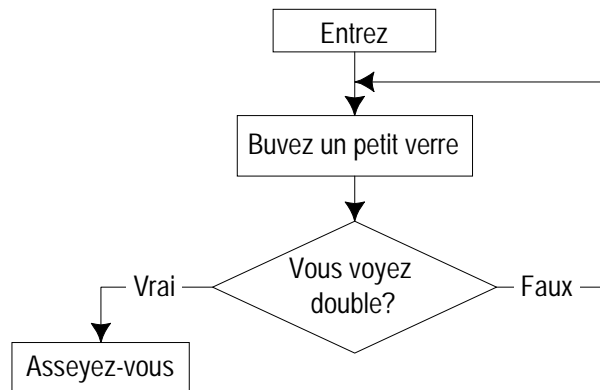 Entrez
Buvez un petit verre
Vous voyez
double?
Vrai
Faux
Asseyez-vous